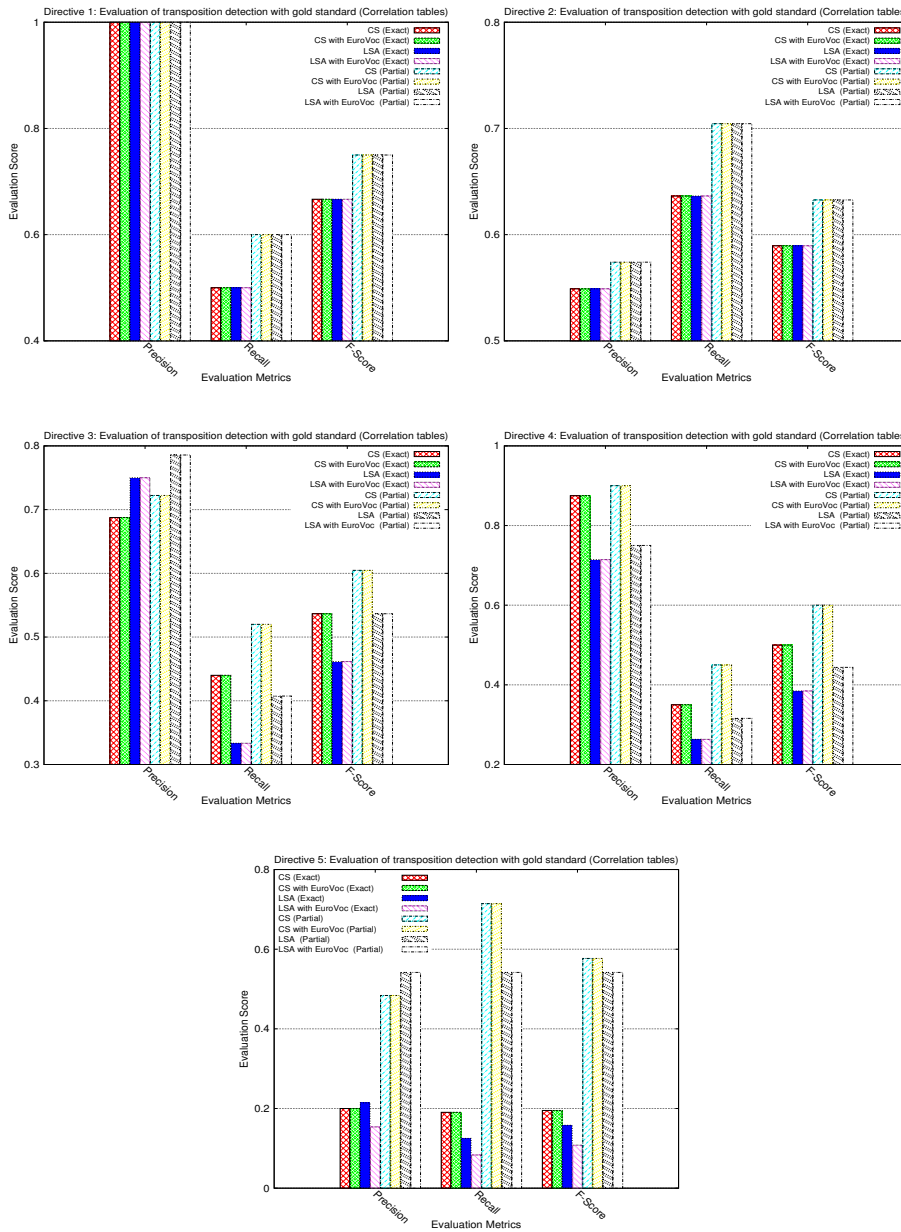 Directive 1: Evaluation of transposition detection with gold standard (Correlation tables)
1
0.8
0.6
0.4
Evaluation Score
CS (Exact)
CS with EuroVoc (Exact)
LSA (Exact)
LSA with EuroVoc (Exact)
CS (Partial)
CS with EuroVoc (Partial)
LSA (Partial)
LSA with EuroVoc (Partial)
Precision
Recall
F-Score
Evaluation Metrics
Directive 2: Evaluation of transposition detection with gold standard (Correlation tables)
0.8
0.7
0.6
0.5
Evaluation Score
CS (Exact)
CS with EuroVoc (Exact)
LSA (Exact)
LSA with EuroVoc (Exact)
CS (Partial)
CS with EuroVoc (Partial)
LSA (Partial)
LSA with EuroVoc (Partial)
Precision
Recall
F-Score
Evaluation Metrics
Directive 3: Evaluation of transposition detection with gold standard (Correlation tables)
0.8
0.7
0.6
0.5
0.4
0.3
Evaluation Score
CS (Exact)
CS with EuroVoc (Exact)
LSA (Exact)
LSA with EuroVoc (Exact)
CS (Partial)
CS with EuroVoc (Partial)
LSA (Partial)
LSA with EuroVoc (Partial)
Precision
Recall
F-Score
Evaluation Metrics
Directive 4: Evaluation of transposition detection with gold standard (Correlation tables)
1
0.8
0.6
0.4
0.2
Evaluation Score
CS (Exact)
CS with EuroVoc (Exact)
LSA (Exact)
LSA with EuroVoc (Exact)
CS (Partial)
CS with EuroVoc (Partial)
LSA (Partial)
LSA with EuroVoc (Partial)
Precision
Recall
F-Score
Evaluation Metrics
Directive 5: Evaluation of transposition detection with gold standard (Correlation tables)
0.8
0.6
0.4
0.2
0
Evaluation Score
CS (Exact)
CS with EuroVoc (Exact)
LSA (Exact)
LSA with EuroVoc (Exact)
CS (Partial)
CS with EuroVoc (Partial)
LSA (Partial)
LSA with EuroVoc (Partial)
Precision
Recall
F-Score
Evaluation Metrics